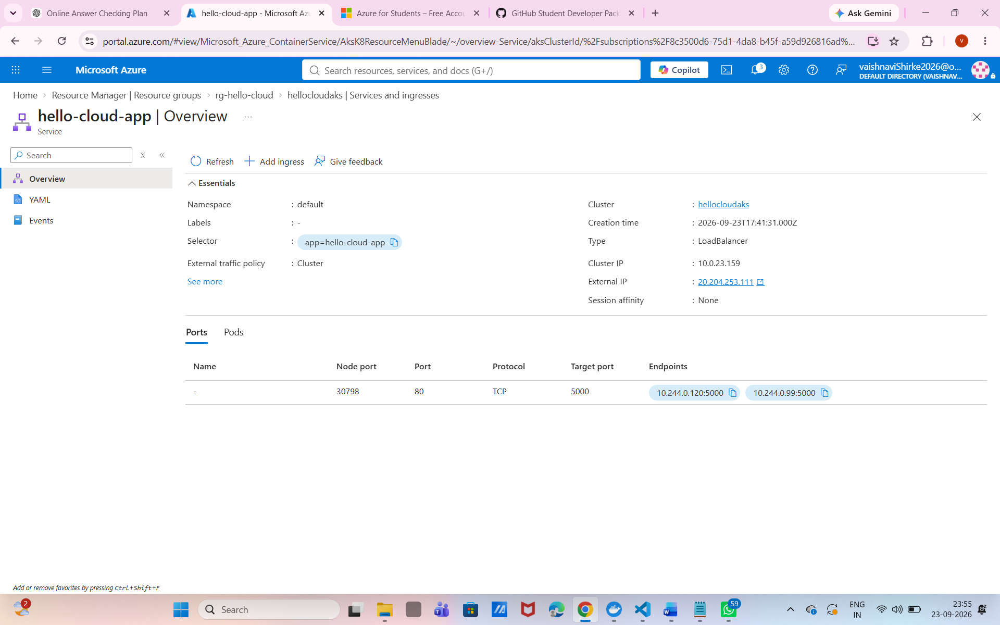 Online Answer Checking Plan
hello-cloud-app - Microsoft Azu
Azure for Students – Free Accou
GitHub Student Developer Pack
Ask Gemini
portal.azure.com/#view/Microsoft_Azure_ContainerService/AksK8ResourceMenuBlade/~/overview-Service/aksClusterId/%2Fsubscriptions%2F8c3500d6-75d1-4da8-b45f-a59d926816ad%...
V
Microsoft Azure
Search resources, services, and docs (G+/)
Copilot
3
vaishnaviShirke2026@o...
DEFAULT DIRECTORY (VAISHNAV...
Home > Resource Manager | Resource groups > rg-hello-cloud > hellocloudaks | Services and ingresses
hello-cloud-app | Overview ...
Service
Search
Overview
YAML
Events
Refresh
Add ingress
Give feedback
Essentials
Namespace : default
Labels : -
Selector : app=hello-cloud-app
External traffic policy : Cluster
See more
Cluster : hellocloudaks
Creation time : 2026-09-23T17:41:31.000Z
Type : LoadBalancer
Cluster IP : 10.0.23.159
External IP : 20.204.253.111
Session affinity : None
Ports Pods
Name Node port Port Protocol Target port Endpoints
- 30798 80 TCP 5000 10.244.0.120:5000 10.244.0.99:5000
Add or remove favorites by pressing Ctrl+Shift+F
2
Search
59
ENG
IN
23:55
23-09-2026